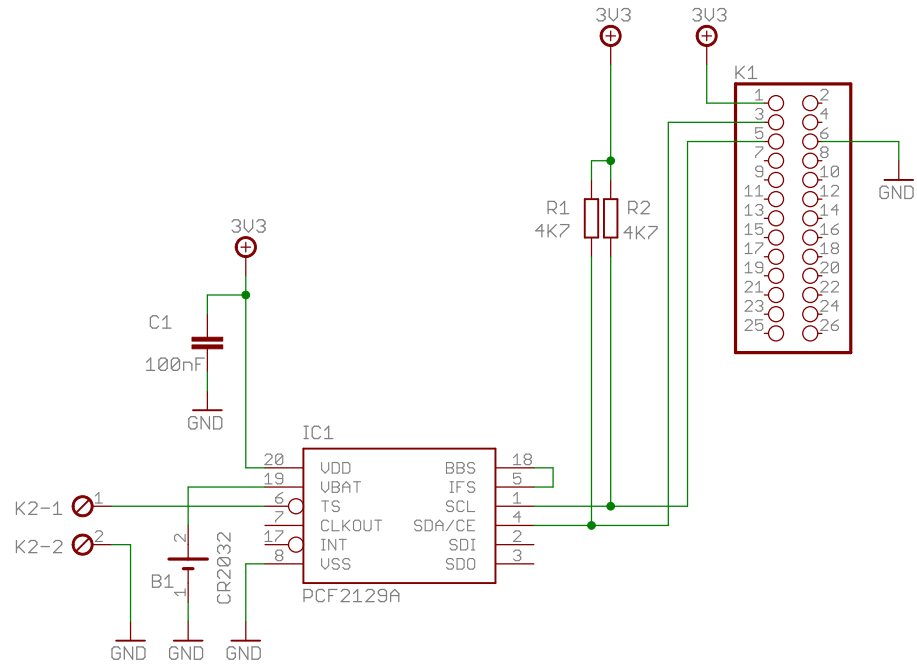 3V3 3V3
K1
1 2
3 4
5 6
7 8
9 10
GND
11 12
R1 R2
13 14
4K7 4K7
15 16
3V3
17 18
19 20
21 22
23 24
C1
25 26
100nF
GND
IC1
20 VDD BBS 18
19 VBAT IFS 5
K2-1 1
6 TS SCL 1
7 CLKOUT SDA/CE 4
K2-2 2
17 INT SDI 2
8 VSS SDO 3
2
B1
1
CR2032
PCF2129A
GND GND GND